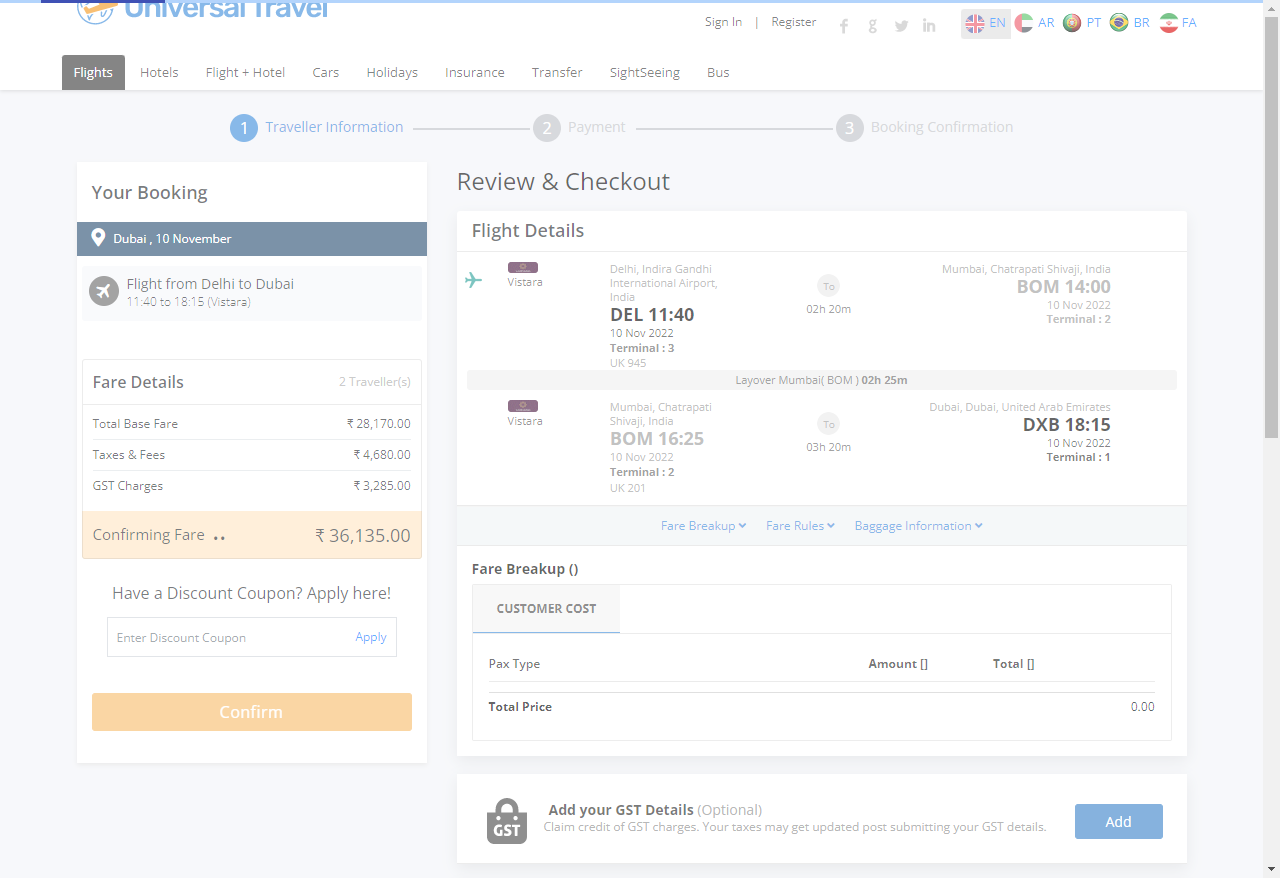 Universal Travel
Sign In | Register
EN AR PT BR FA
Flights Hotels Flight + Hotel Cars Holidays Insurance Transfer SightSeeing Bus
1 Traveller Information 2 Payment 3 Booking Confirmation
Your Booking
Dubai , 10 November
Flight from Delhi to Dubai
11:40 to 18:15 (Vistara)
Fare Details 2 Traveller(s)
Total Base Fare ₹ 28,170.00
Taxes & Fees ₹ 4,680.00
GST Charges ₹ 3,285.00
Confirming Fare .. ₹ 36,135.00
Have a Discount Coupon? Apply here!
Enter Discount Coupon Apply
Confirm
Review & Checkout
Flight Details
Vistara
Delhi, Indira Gandhi
International Airport,
India
DEL 11:40
10 Nov 2022
Terminal : 3
UK 945
To
02h 20m
Mumbai, Chatrapati Shivaji, India
BOM 14:00
10 Nov 2022
Terminal : 2
Layover Mumbai( BOM ) 02h 25m
Vistara
Mumbai, Chatrapati
Shivaji, India
BOM 16:25
10 Nov 2022
Terminal : 2
UK 201
To
03h 20m
Dubai, Dubai, United Arab Emirates
DXB 18:15
10 Nov 2022
Terminal : 1
Fare Breakup Fare Rules Baggage Information
Fare Breakup ()
CUSTOMER COST
Pax Type Amount [] Total []
Total Price 0.00
GST
Add your GST Details (Optional)
Claim credit of GST charges. Your taxes may get updated post submitting your GST details.
Add